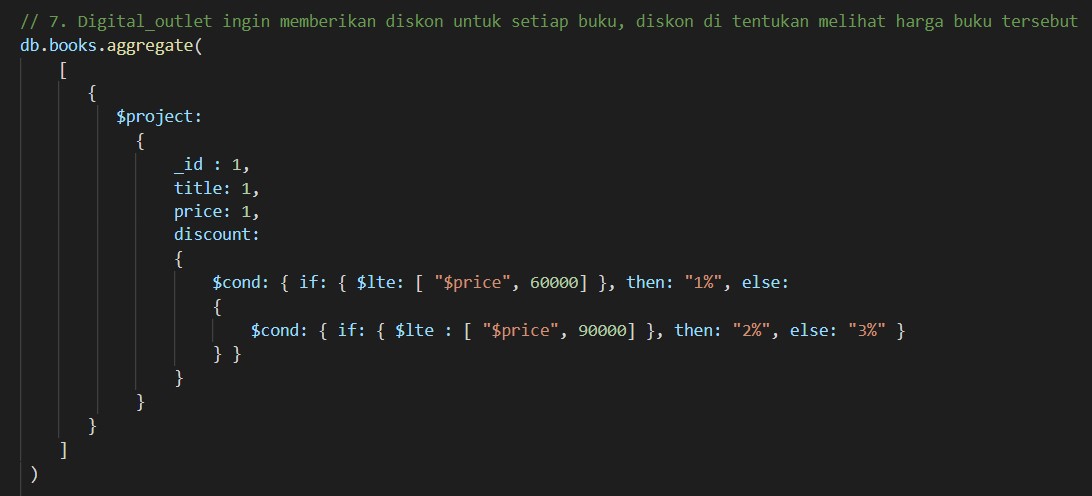 // 7. Digital_outlet ingin memberikan diskon untuk setiap buku, diskon di tentukan melihat harga buku tersebut
db.books.aggregate(
[
{
$project:
{
_id : 1,
title: 1,
price: 1,
discount:
{
$cond: { if: { $lte: [ "$price", 60000] }, then: "1%", else:
{
$cond: { if: { $lte : [ "$price", 90000] }, then: "2%", else: "3%" }
} }
}
}
}
]
)